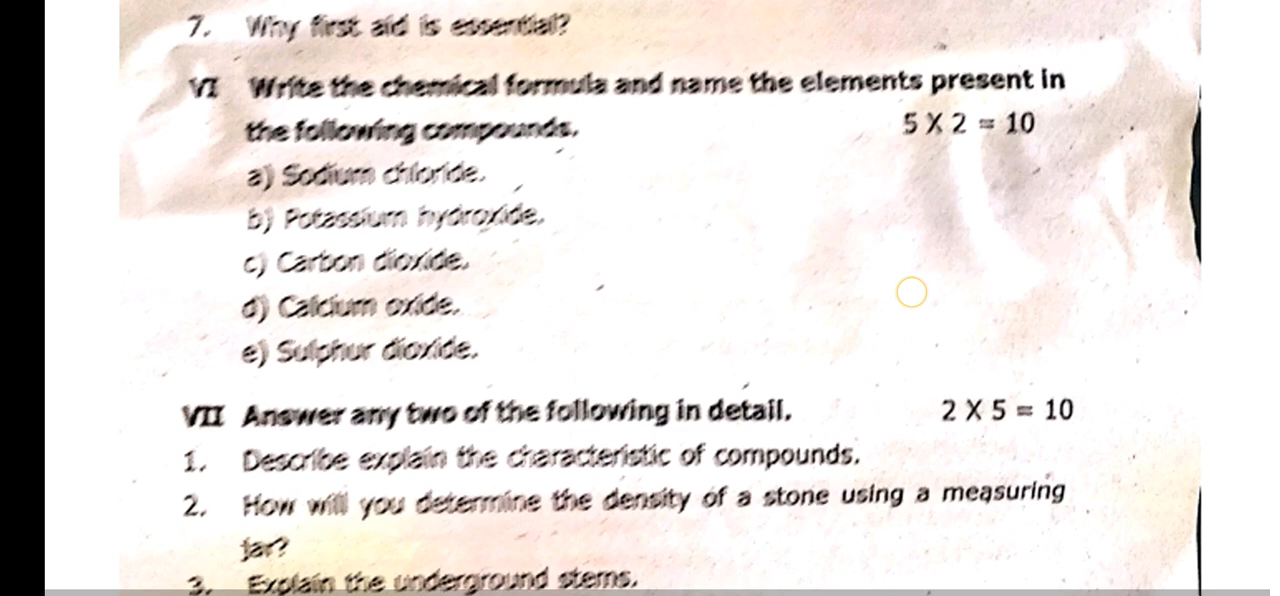 7. Why first aid is essential?
VI Write the chemical formula and name the elements present in
the following compounds. 5 X 2 = 10
a) Sodium chloride.
b) Potassium hydroxide.
c) Carbon dioxide.
d) Calcium oxide.
e) Sulphur dioxide.
VII Answer any two of the following in detail. 2 X 5 = 10
1. Describe explain the characteristic of compounds.
2. How will you determine the density of a stone using a measuring
jar?
3. Explain the underground stems.